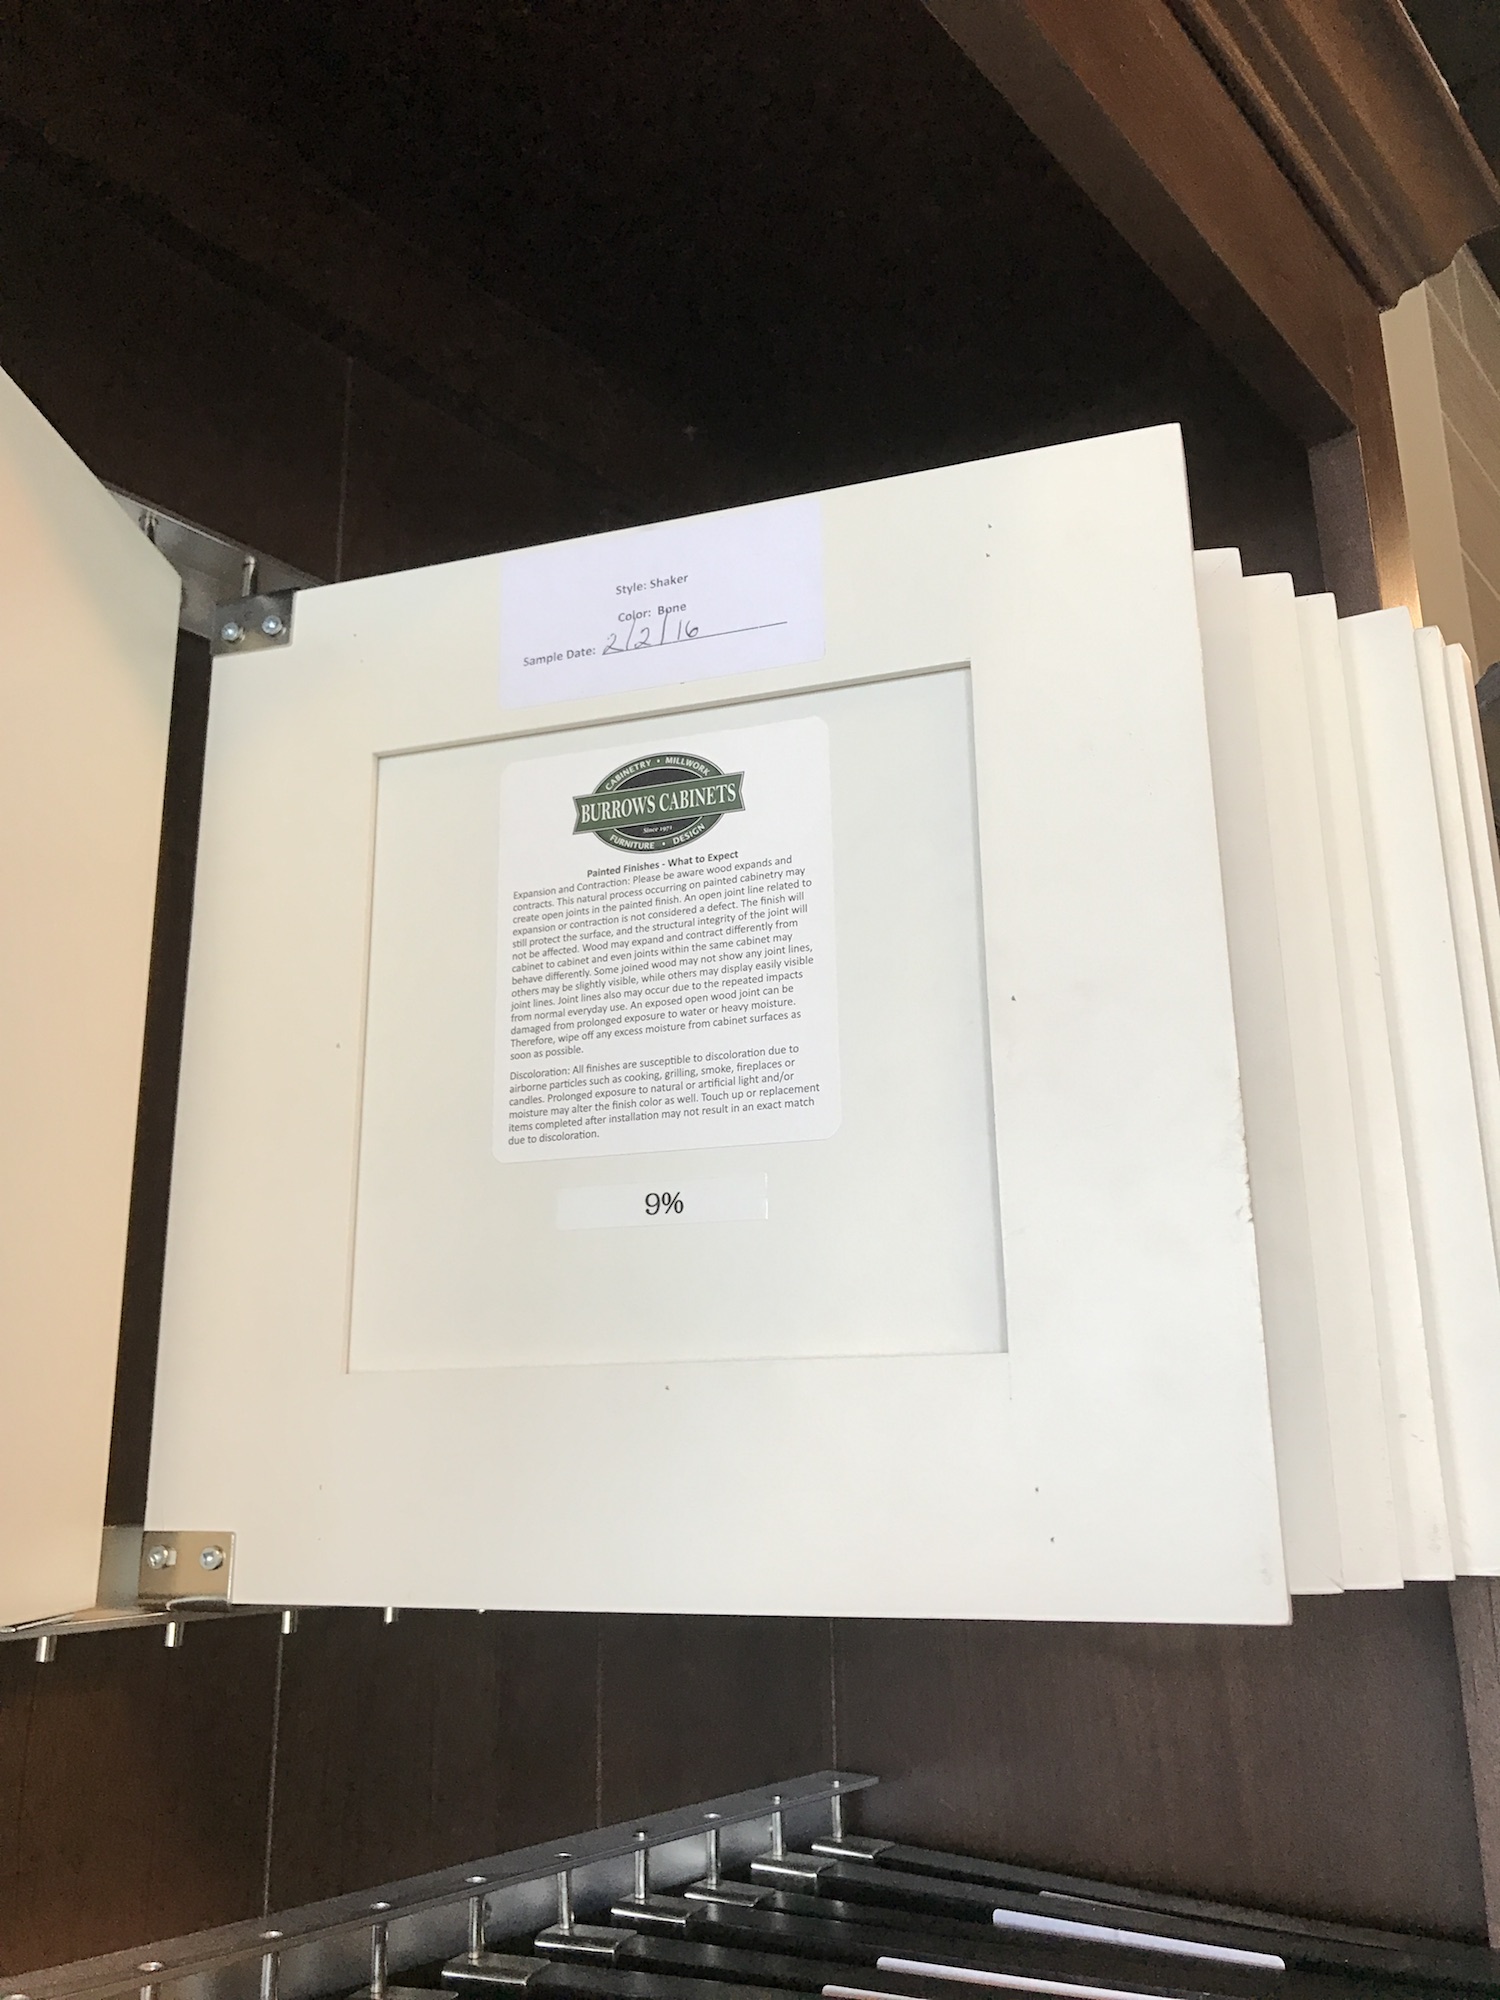 Style: Shaker
Color: Bone
Sample Date: 2/2/16
CABINETRY • MILLWORK
BURROWS CABINETS
Since 1971
FURNITURE • DESIGN
Painted Finishes - What to Expect
Expansion and Contraction: Please be aware wood expands and
contracts. This natural process occurring on painted cabinetry may
create open joints in the painted finish. An open joint line related to
expansion or contraction is not considered a defect. The finish will
still protect the surface, and the structural integrity of the joint will
not be affected. Wood may expand and contract differently from
cabinet to cabinet and even joints within the same cabinet may
behave differently. Some joined wood may not show any joint lines,
others may be slightly visible, while others may display easily visible
joint lines. Joint lines also may occur due to the repeated impacts
from normal everyday use. An exposed open wood joint can be
damaged from prolonged exposure to water or heavy moisture.
Therefore, wipe off any excess moisture from cabinet surfaces as
soon as possible.
Discoloration: All finishes are susceptible to discoloration due to
airborne particles such as cooking, grilling, smoke, fireplaces or
candles. Prolonged exposure to natural or artificial light and/or
moisture may alter the finish color as well. Touch up or replacement
items completed after installation may not result in an exact match
due to discoloration.
9%